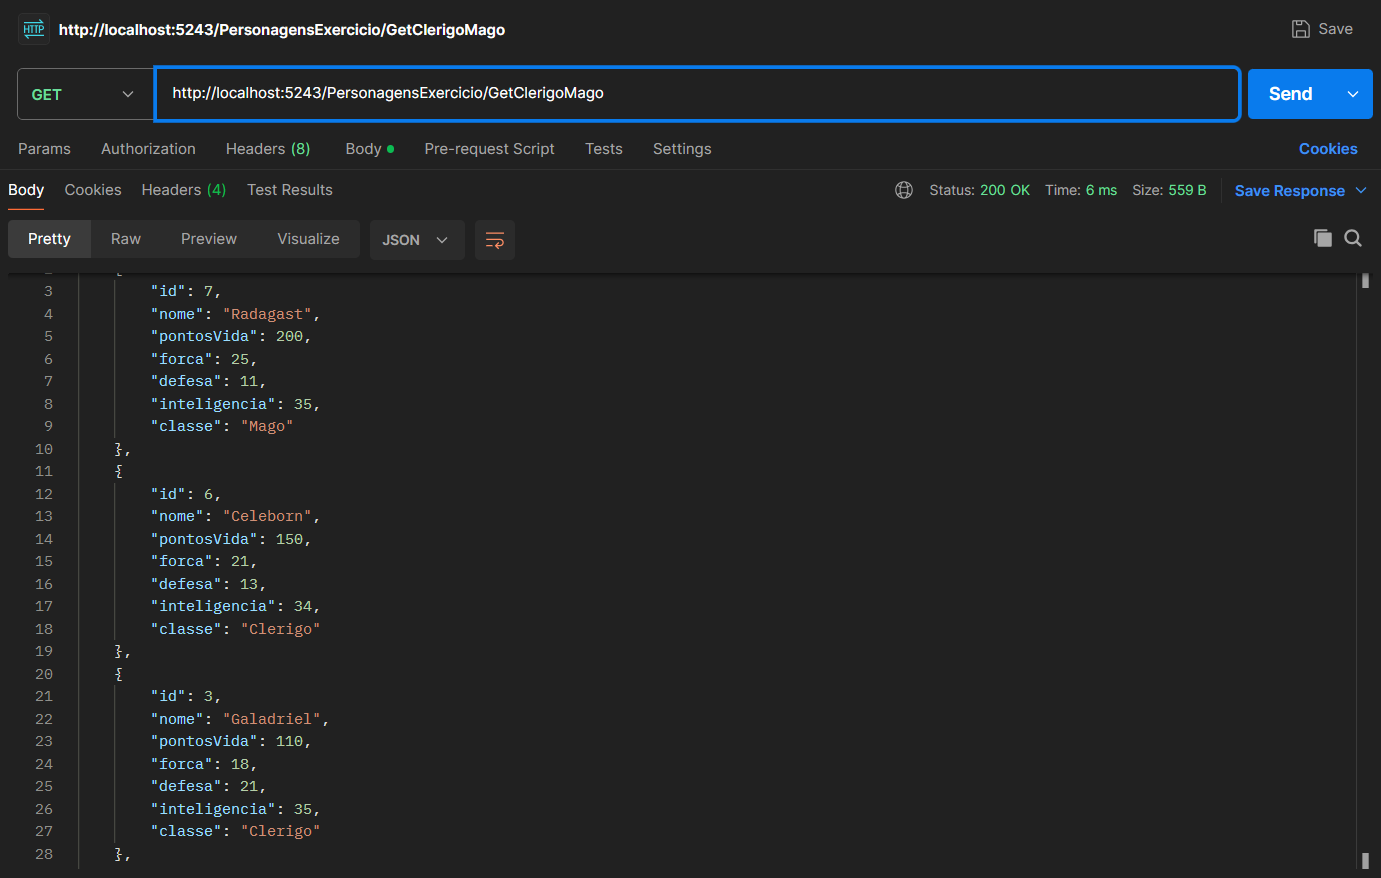 HTTP http://localhost:5243/PersonagensExercicio/GetClerigoMago Save
GET http://localhost:5243/PersonagensExercicio/GetClerigoMago Send
Params Authorization Headers (8) Body Pre-request Script Tests Settings Cookies
Body Cookies Headers (4) Test Results Status: 200 OK Time: 6 ms Size: 559 B Save Response
Pretty Raw Preview Visualize JSON
3 "id": 7,
4 "nome": "Radagast",
5 "pontosVida": 200,
6 "forca": 25,
7 "defesa": 11,
8 "inteligencia": 35,
9 "classe": "Mago"
10 },
11 {
12 "id": 6,
13 "nome": "Celeborn",
14 "pontosVida": 150,
15 "forca": 21,
16 "defesa": 13,
17 "inteligencia": 34,
18 "classe": "Clerigo"
19 },
20 {
21 "id": 3,
22 "nome": "Galadriel",
23 "pontosVida": 110,
24 "forca": 18,
25 "defesa": 21,
26 "inteligencia": 35,
27 "classe": "Clerigo"
28 },